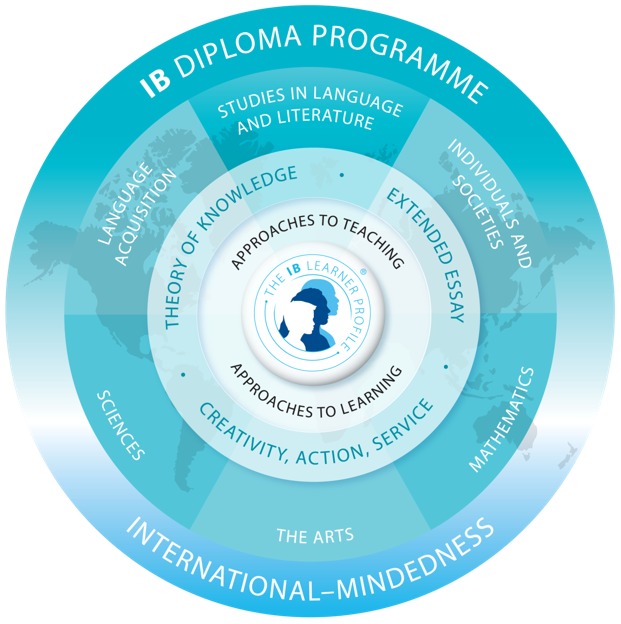 IB DIPLOMA PROGRAMME
STUDIES IN LANGUAGE
AND LITERATURE
LANGUAGE
ACQUISITION
INDIVIDUALS AND
SOCIETIES
THEORY OF KNOWLEDGE
EXTENDED ESSAY
APPROACHES TO TEACHING
THE IB LEARNER PROFILE®
APPROACHES TO LEARNING
CREATIVITY, ACTION, SERVICE
SCIENCES
MATHEMATICS
THE ARTS
INTERNATIONAL–MINDEDNESS